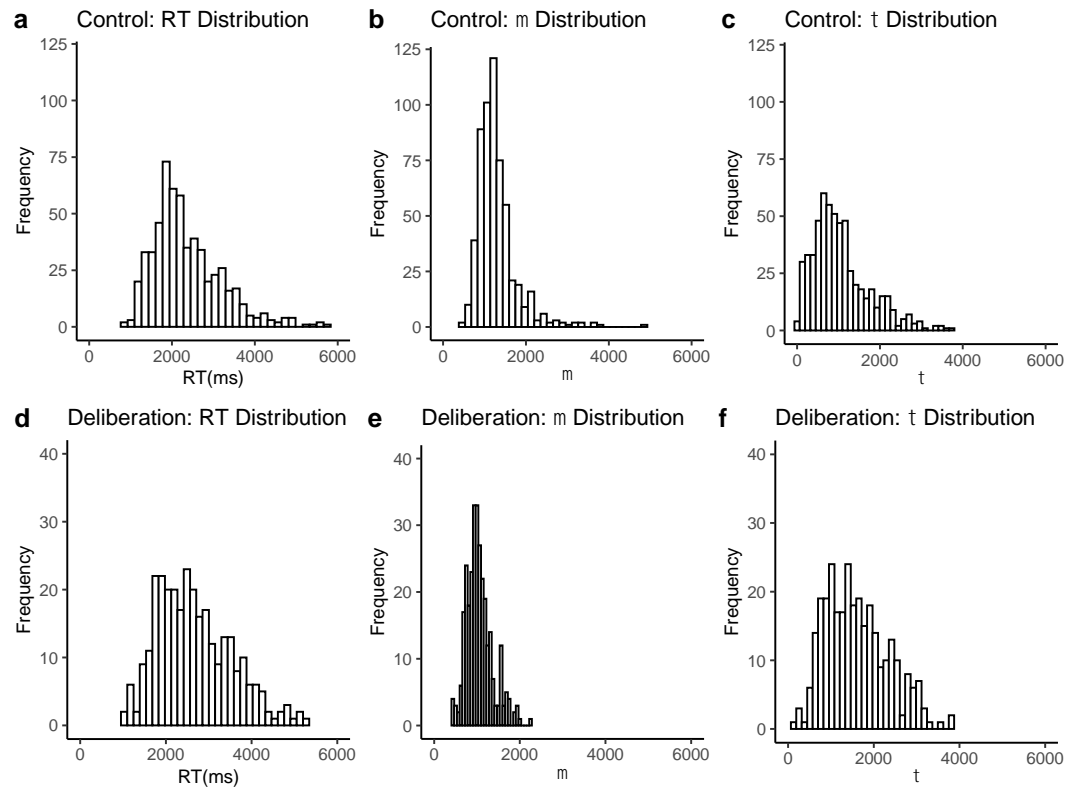 a Control: RT Distribution
125
100
75
50
25
0
Frequency
0 2000 4000 6000
RT(ms)
b Control: m Distribution
125
100
75
50
25
0
Frequency
0 2000 4000 6000
m
c Control: t Distribution
125
100
75
50
25
0
Frequency
0 2000 4000 6000
t
d Deliberation: RT Distribution
40
30
20
10
0
Frequency
0 2000 4000 6000
RT(ms)
e Deliberation: m Distribution
40
30
20
10
0
Frequency
0 2000 4000 6000
m
f Deliberation: t Distribution
40
30
20
10
0
Frequency
0 2000 4000 6000
t